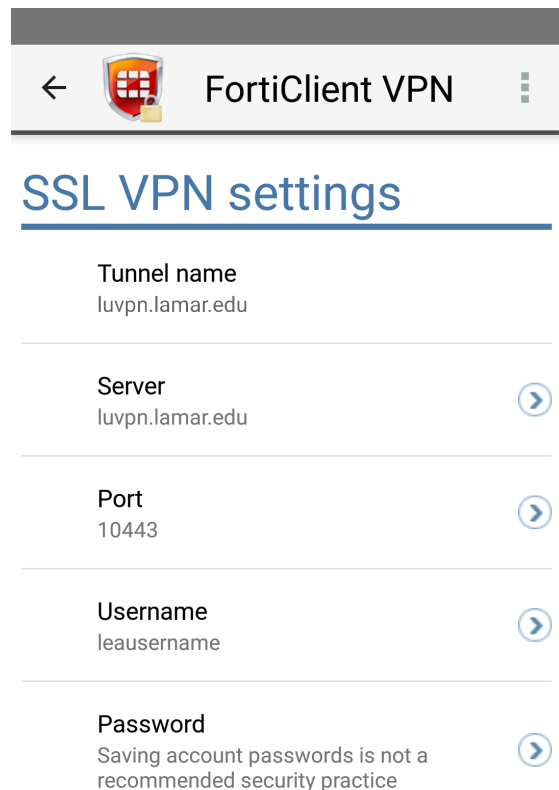 FortiClient VPN
SSL VPN settings
Tunnel name
luvpn.lamar.edu
Server
luvpn.lamar.edu
Port
10443
Username
leausername
Password
Saving account passwords is not a
recommended security practice